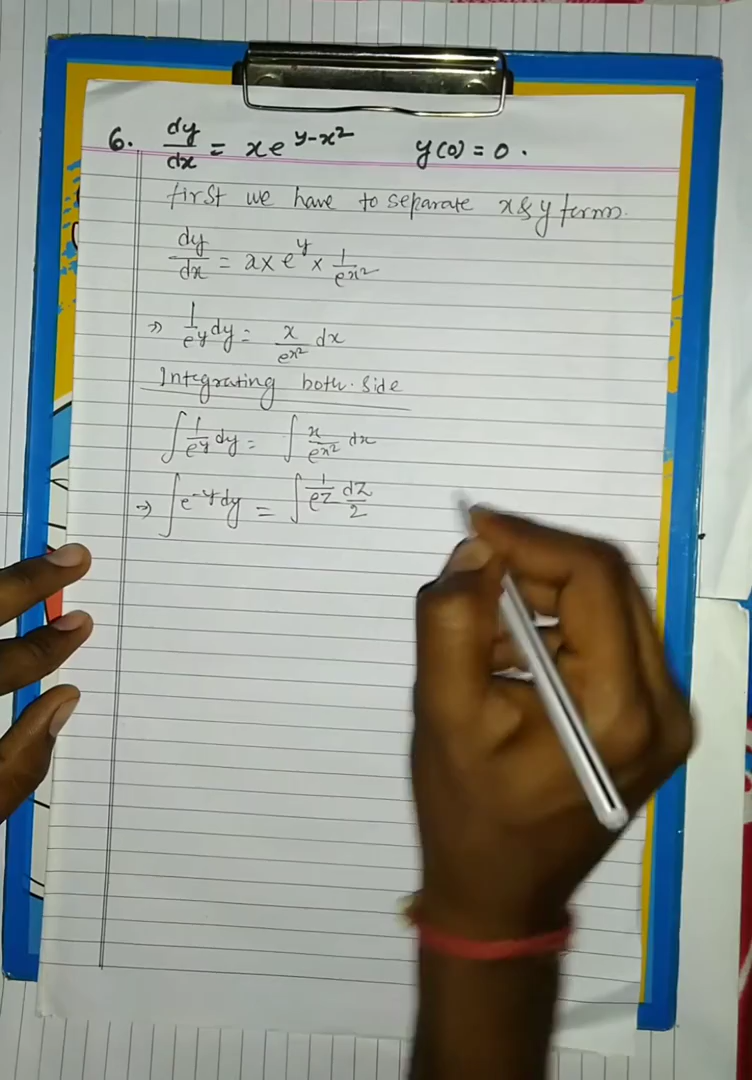 6. dy/dx = xe^(y-x²) y(0) = 0.
first we have to separate x & y terms.
dy/dx = ax e^y × 1/e^(x²)
⇒ 1/e^y dy = x/e^(x²) dx
Integrating both side
∫ 1/e^y dy = ∫ x/e^(x²) dx
⇒ ∫ e^(-y) dy = ∫ 1/e^z dz/2